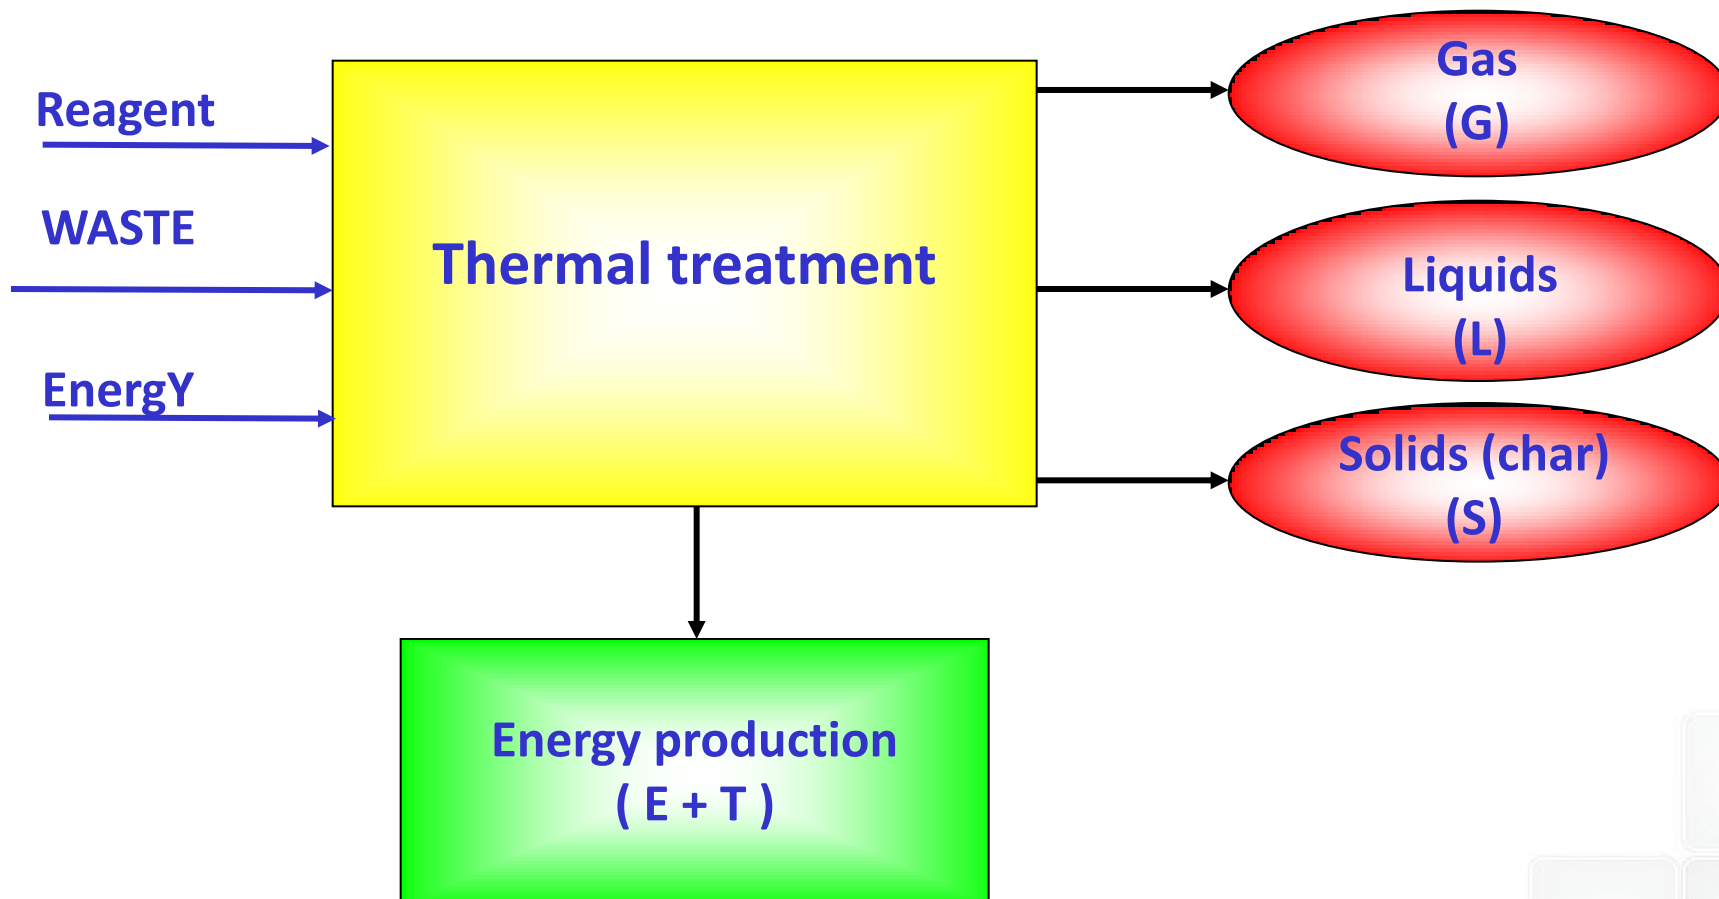 Reagent
WASTE
EnergY
Thermal treatment
Gas
(G)
Liquids
(L)
Solids (char)
(S)
Energy production
( E + T )